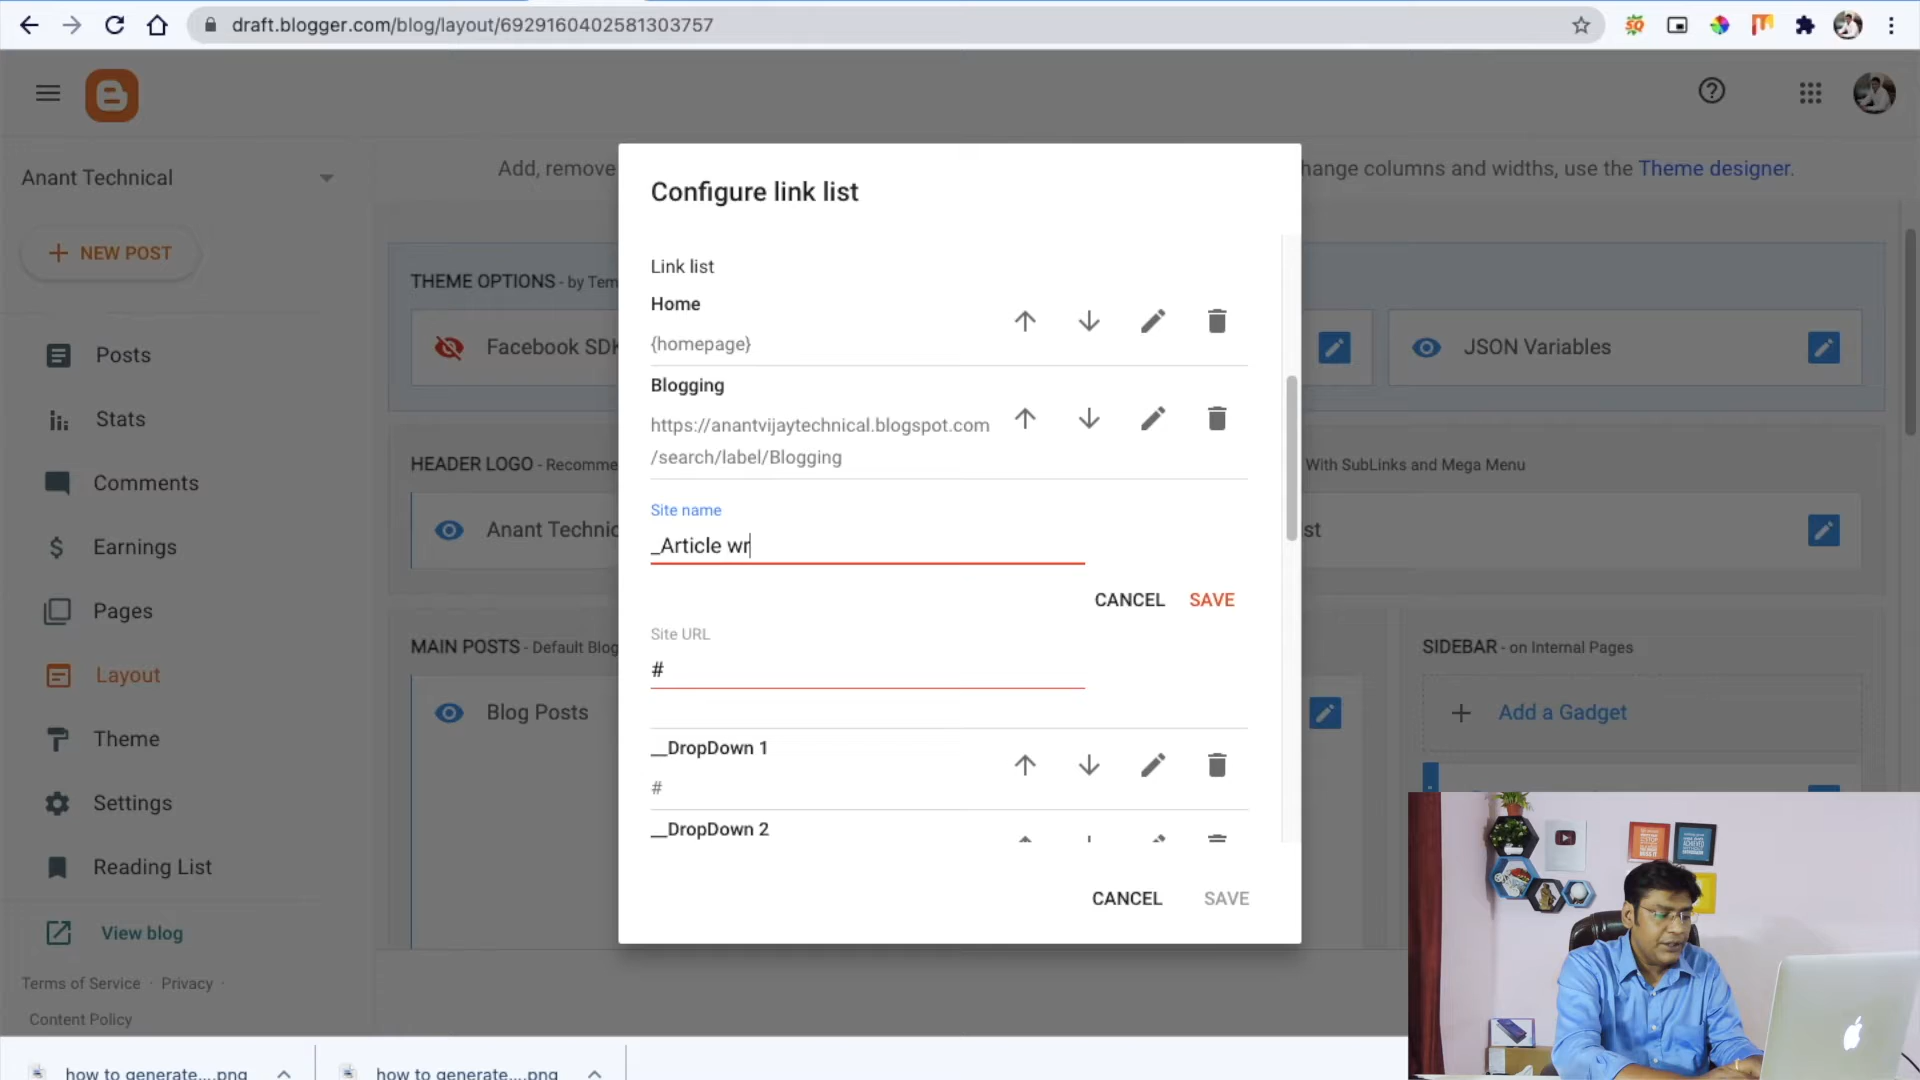 draft.blogger.com/blog/layout/6929160402581303757
Anant Technical
Add, remove
hange columns and widths, use the Theme designer.
NEW POST
Configure link list
THEME OPTIONS - by Tem
Facebook SDK
JSON Variables
Link list
Home
{homepage}
Blogging
https://anantvijaytechnical.blogspot.com
/search/label/Blogging
Posts
Stats
Comments
Earnings
Pages
Layout
Theme
Settings
Reading List
View blog
Terms of Service · Privacy ·
Content Policy
HEADER LOGO - Recomme
With SubLinks and Mega Menu
Anant Technic
st
Site name
_Article wr
CANCEL SAVE
Site URL
#
MAIN POSTS - Default Blog
SIDEBAR - on Internal Pages
Blog Posts
Add a Gadget
__DropDown 1
#
__DropDown 2
CANCEL SAVE
how to generate....png
how to generate....png